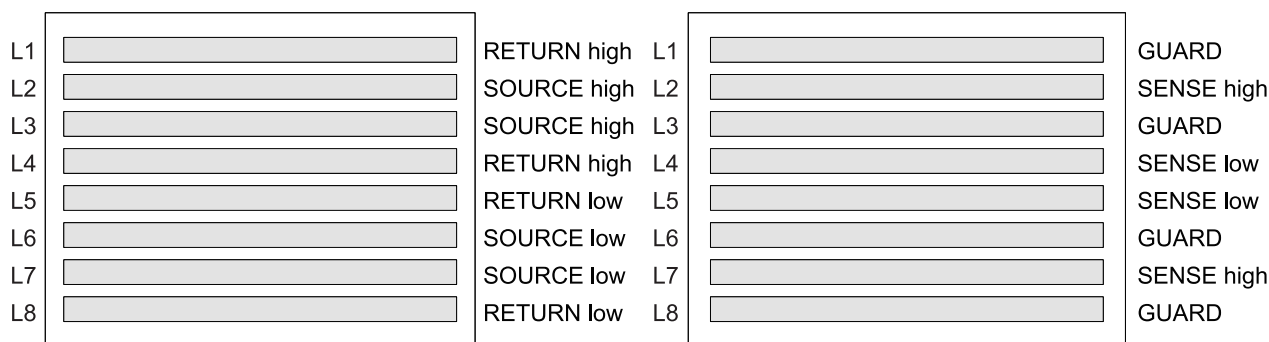 L1 RETURN high L1 GUARD
L2 SOURCE high L2 SENSE high
L3 SOURCE high L3 GUARD
L4 RETURN high L4 SENSE low
L5 RETURN low L5 SENSE low
L6 SOURCE low L6 GUARD
L7 SOURCE low L7 SENSE high
L8 RETURN low L8 GUARD